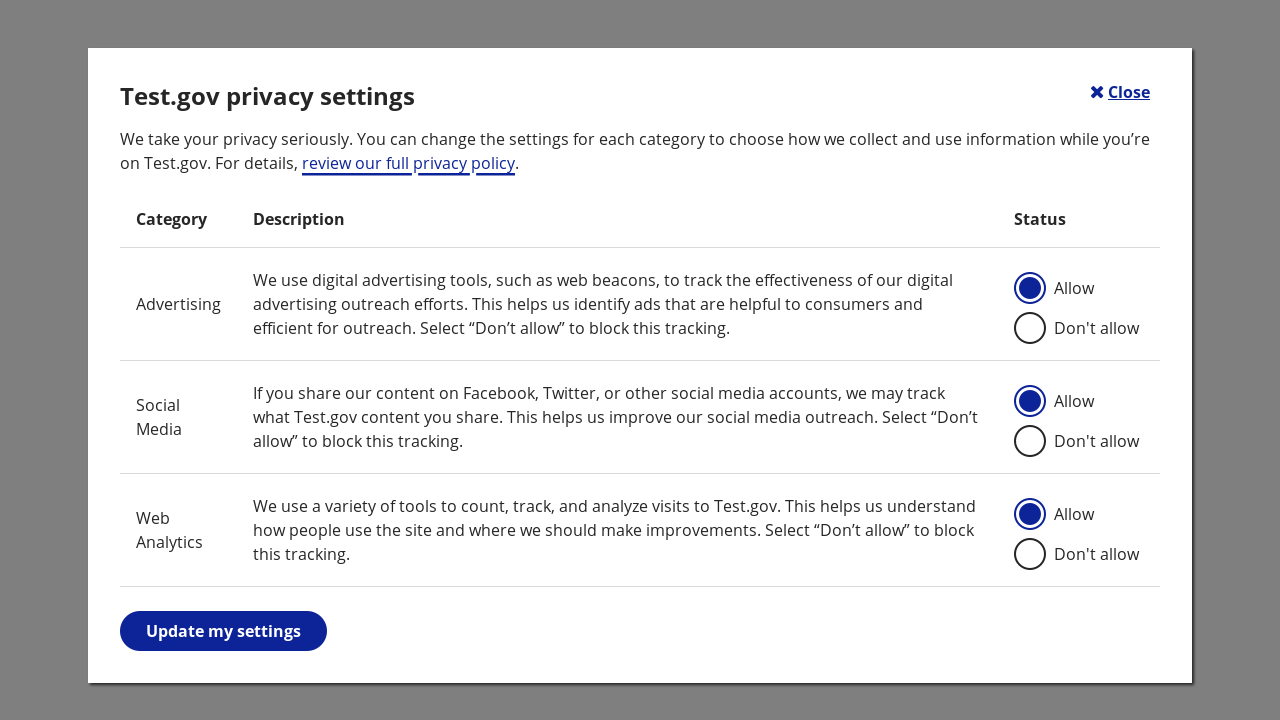 Test.gov privacy settings
✖ Close
We take your privacy seriously. You can change the settings for each category to choose how we collect and use information while you’re
on Test.gov. For details, review our full privacy policy.
Category Description Status
Advertising
We use digital advertising tools, such as web beacons, to track the effectiveness of our digital
advertising outreach efforts. This helps us identify ads that are helpful to consumers and
efficient for outreach. Select “Don’t allow” to block this tracking.
Allow
Don't allow
Social
Media
If you share our content on Facebook, Twitter, or other social media accounts, we may track
what Test.gov content you share. This helps us improve our social media outreach. Select “Don’t
allow” to block this tracking.
Allow
Don't allow
Web
Analytics
We use a variety of tools to count, track, and analyze visits to Test.gov. This helps us understand
how people use the site and where we should make improvements. Select “Don’t allow” to block
this tracking.
Allow
Don't allow
Update my settings